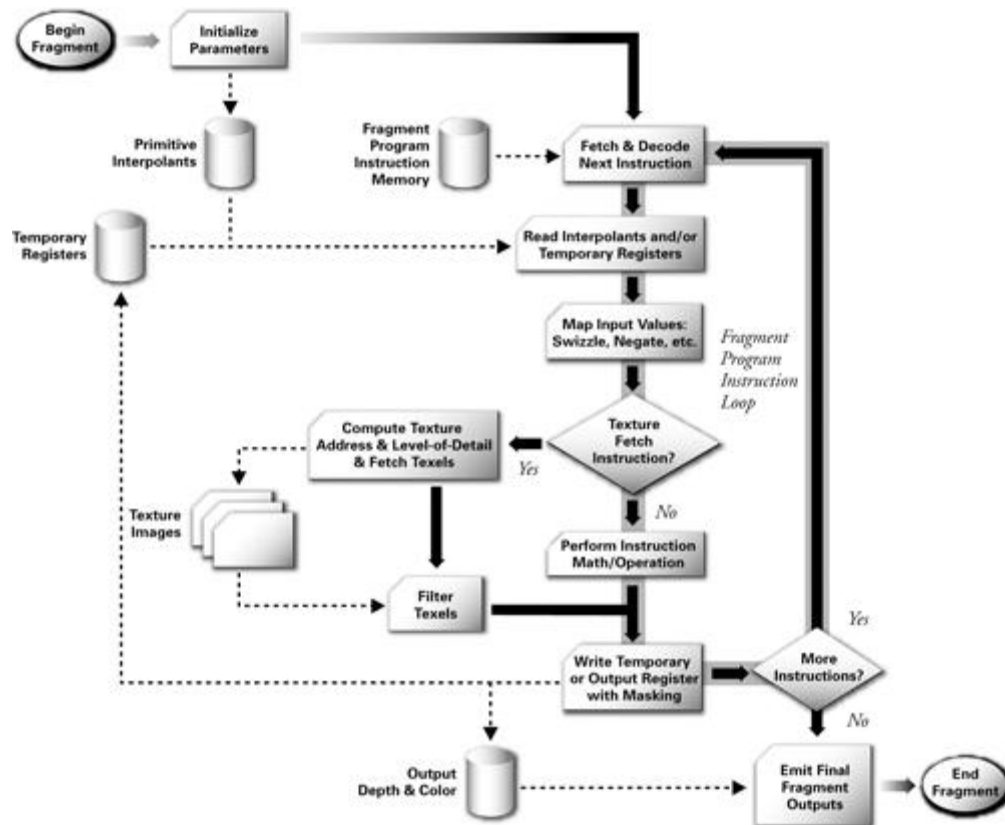 Begin
Fragment
Initialize
Parameters
Primitive
Interpolants
Fragment
Program
Instruction
Memory
Fetch & Decode
Next Instruction
Temporary
Registers
Read Interpolants and/or
Temporary Registers
Map Input Values:
Swizzle, Negate, etc.
Fragment
Program
Instruction
Loop
Compute Texture
Address & Level-of-Detail
& Fetch Texels
Yes
Texture
Fetch
Instruction?
No
Texture
Images
Perform Instruction
Math/Operation
Filter
Texels
Yes
Write Temporary
or Output Register
with Masking
More
Instructions?
No
Output
Depth & Color
Emit Final
Fragment
Outputs
End
Fragment